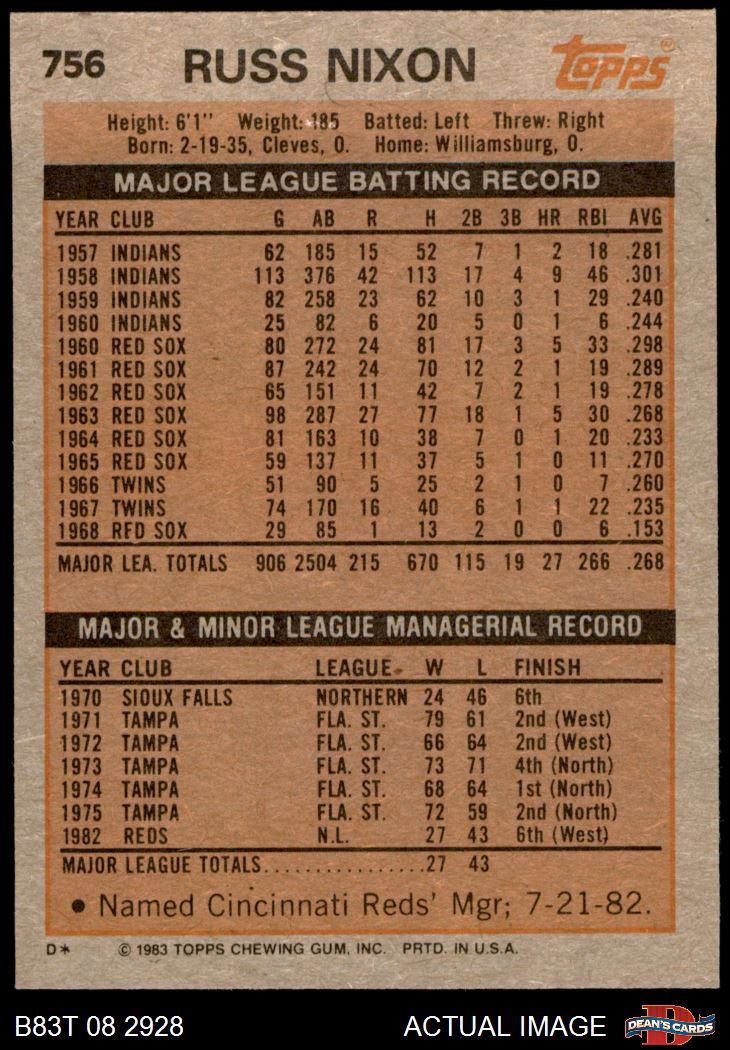 756 RUSS NIXON Topps®
Height: 6'1" Weight: 185 Batted: Left Threw: Right
Born: 2-19-35, Cleves, O. Home: Williamsburg, O.
MAJOR LEAGUE BATTING RECORD
YEAR CLUB G AB R H 2B 3B HR RBI AVG
1957 INDIANS 62 185 15 52 7 1 2 18 .281
1958 INDIANS 113 376 42 113 17 4 9 46 .301
1959 INDIANS 82 258 23 62 10 3 1 29 .240
1960 INDIANS 25 82 6 20 5 0 1 6 .244
1960 RED SOX 80 272 24 81 17 3 5 33 .298
1961 RED SOX 87 242 24 70 12 2 1 19 .289
1962 RED SOX 65 151 11 42 7 2 1 19 .278
1963 RED SOX 98 287 27 77 18 1 5 30 .268
1964 RED SOX 81 163 10 38 7 0 1 20 .233
1965 RED SOX 59 137 11 37 5 1 0 11 .270
1966 TWINS 51 90 5 25 2 1 0 7 .260
1967 TWINS 74 170 16 40 6 1 1 22 .235
1968 RED SOX 29 85 1 13 2 0 0 6 .153
MAJOR LEA. TOTALS 906 2504 215 670 115 19 27 266 .268
MAJOR & MINOR LEAGUE MANAGERIAL RECORD
YEAR CLUB LEAGUE W L FINISH
1970 SIOUX FALLS NORTHERN 24 46 6th
1971 TAMPA FLA. ST. 79 61 2nd (West)
1972 TAMPA FLA. ST. 66 64 2nd (West)
1973 TAMPA FLA. ST. 73 71 4th (North)
1974 TAMPA FLA. ST. 68 64 1st (North)
1975 TAMPA FLA. ST. 72 59 2nd (North)
1982 REDS N.L. 27 43 6th (West)
MAJOR LEAGUE TOTALS................27 43
• Named Cincinnati Reds' Mgr; 7-21-82.
D* © 1983 TOPPS CHEWING GUM, INC. PRTD. IN U.S.A.
B83T 08 2928 ACTUAL IMAGE D DEAN'S CARDS